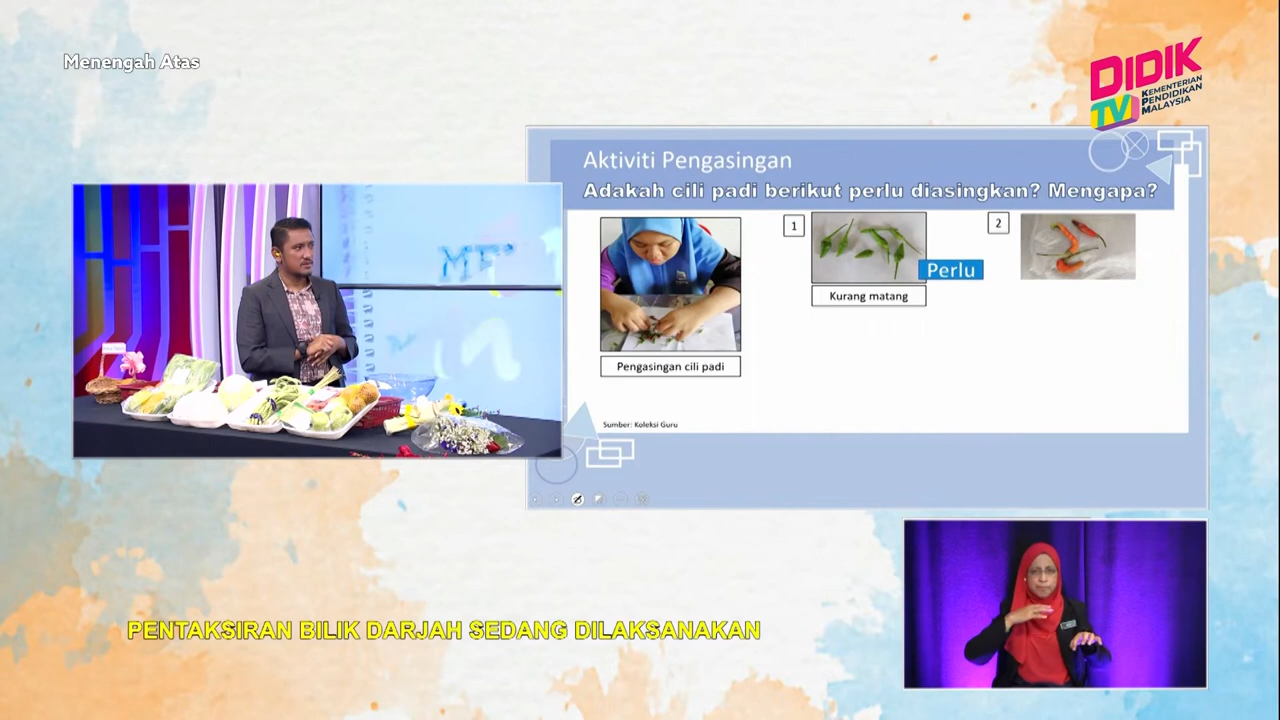 Menengah Atas
DIDIK
TV
KEMENTERIAN
PENDIDIKAN
MALAYSIA
Aktiviti Pengasingan
Adakah cili padi berikut perlu diasingkan? Mengapa?
1
2
Perlu
Kurang matang
Pengasingan cili padi
Sumber: Koleksi Guru
PENTAKSIRAN BILIK DARJAH SEDANG DILAKSANAKAN